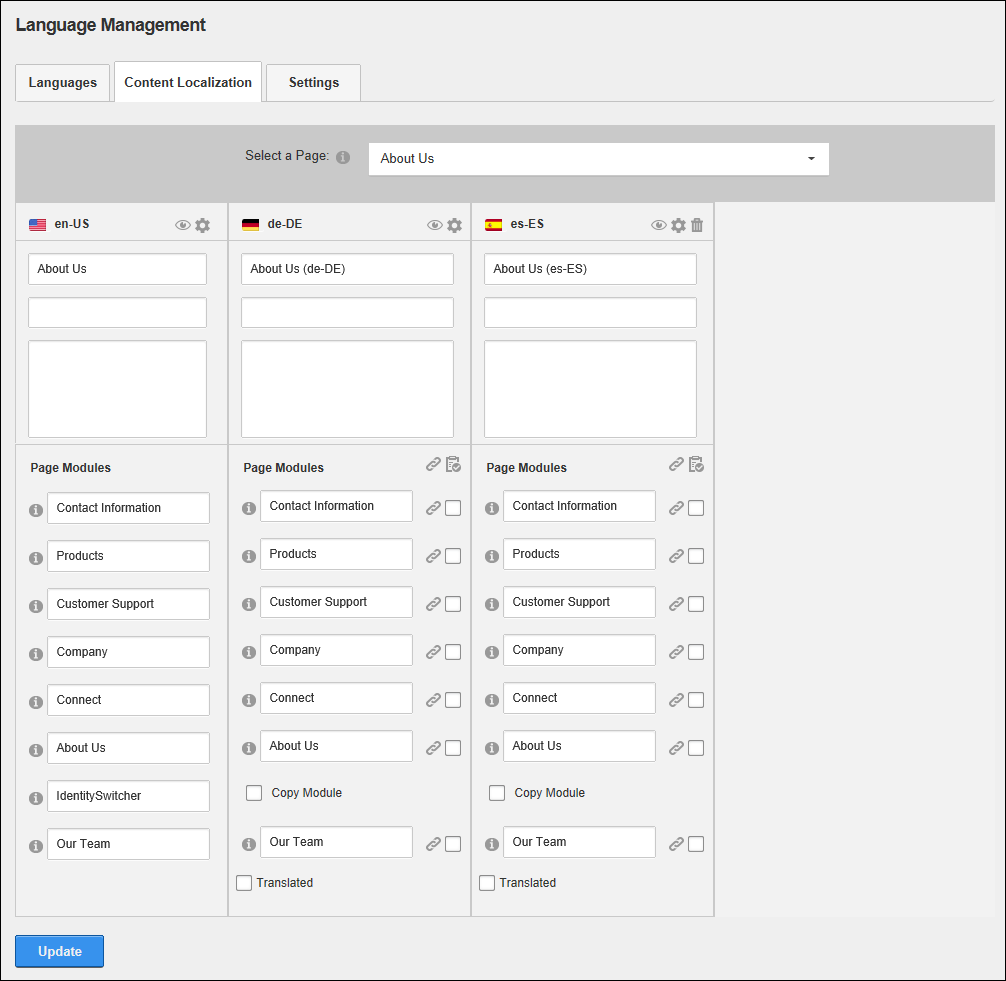 Language Management
Languages
Content Localization
Settings
Select a Page:
About Us
en-US
de-DE
es-ES
About Us
About Us (de-DE)
About Us (es-ES)
Page Modules
Page Modules
Page Modules
Contact Information
Contact Information
Contact Information
Products
Products
Products
Customer Support
Customer Support
Customer Support
Company
Company
Company
Connect
Connect
Connect
About Us
About Us
About Us
IdentitySwitcher
Copy Module
Copy Module
Our Team
Our Team
Our Team
Translated
Translated
Update